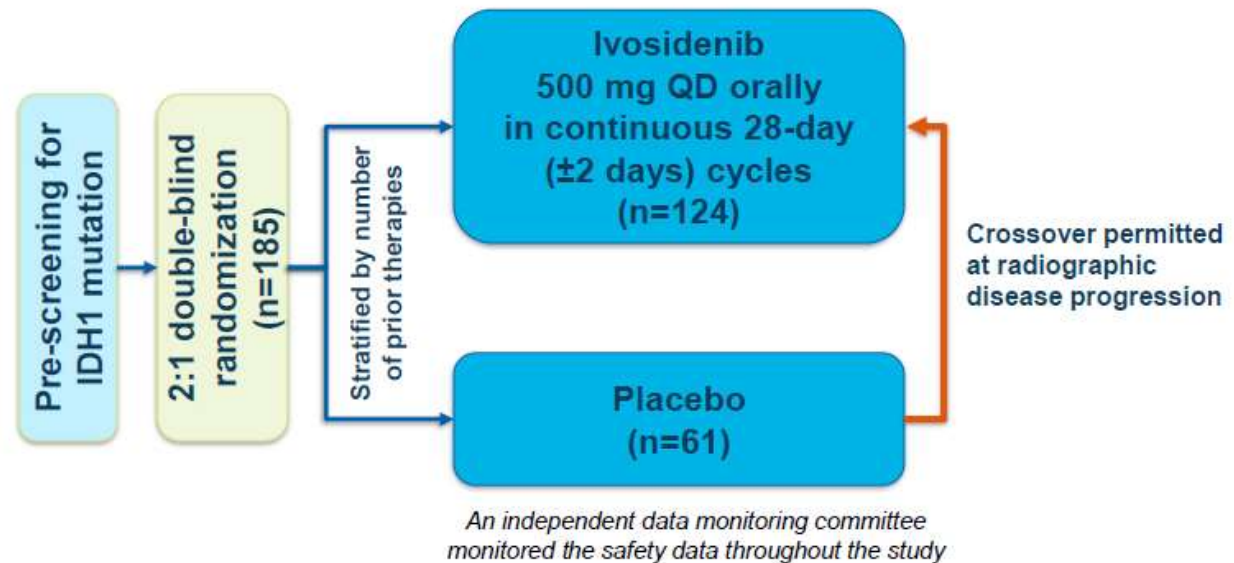 Pre-screening for
IDH1 mutation
2:1 double-blind
randomization
(n=185)
Stratified by number
of prior therapies
Ivosidenib
500 mg QD orally
in continuous 28-day
(±2 days) cycles
(n=124)
Placebo
(n=61)
Crossover permitted
at radiographic
disease progression
An independent data monitoring committee
monitored the safety data throughout the study